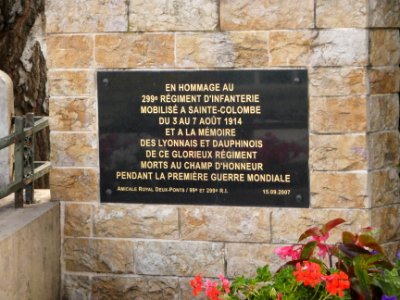 EN HOMMAGE AU
299e RÉGIMENT D'INFANTERIE
MOBILISÉ A SAINTE-COLOMBE
DU 3 AU 7 AOÛT 1914
ET A LA MÉMOIRE
DES LYONNAIS ET DAUPHINOIS
DE CE GLORIEUX RÉGIMENT
MORTS AU CHAMP D'HONNEUR
PENDANT LA PREMIÈRE GUERRE MONDIALE
AMICALE ROYAL DEUX-PONTS / 99e ET 299e R.I. 15.09.2007